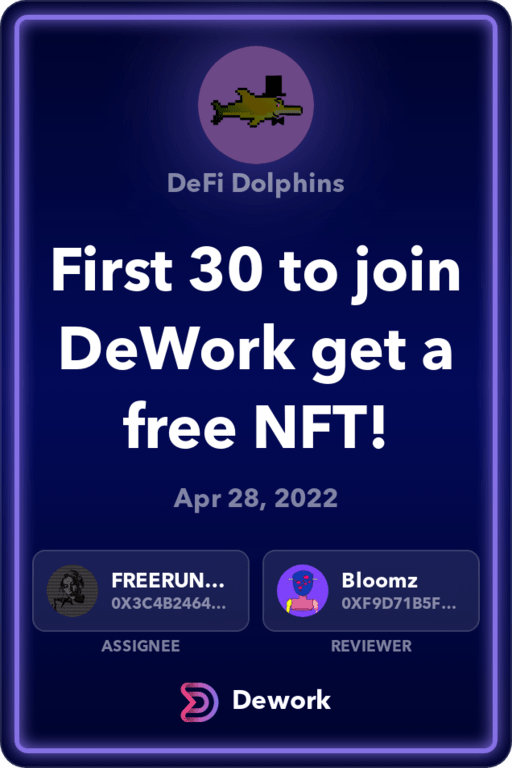 DeFi Dolphins
First 30 to join
DeWork get a
free NFT!
Apr 28, 2022
FREERUN...
0X3C4B2464...
ASSIGNEE
Bloomz
0XF9D71B5F...
REVIEWER
Dework